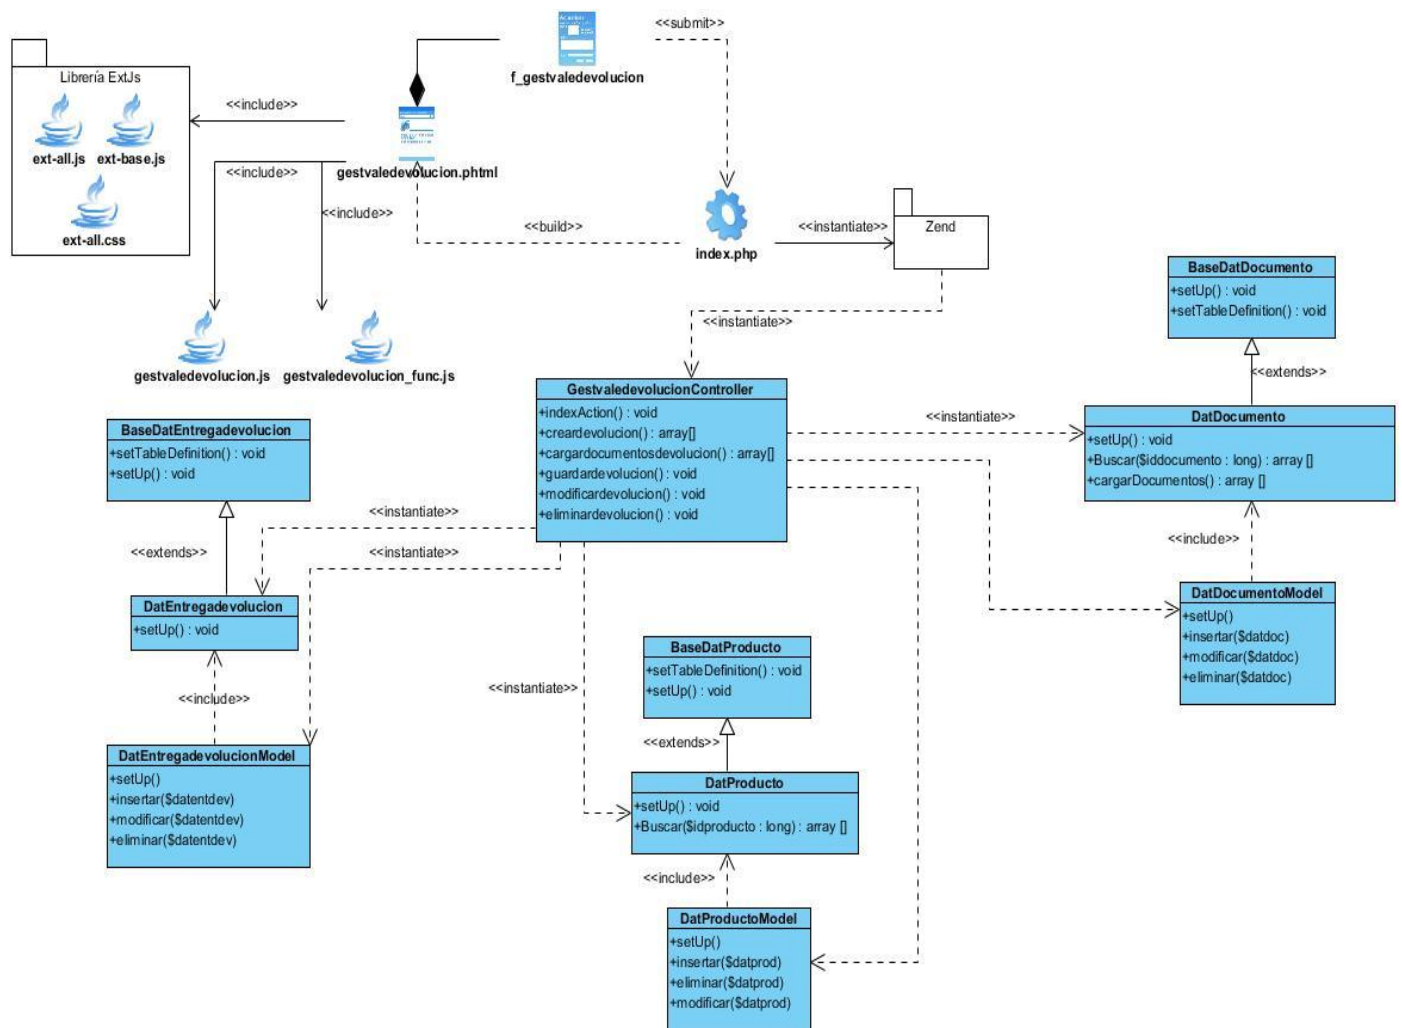 <<submit>>
f_gestvaledevolucion
Librería ExtJs
<<include>>
ext-all.js
ext-base.js
ext-all.css
gestvaledevolucion.phtml
<<include>>
<<include>>
<<build>>
index.php
<<instantiate>>
Zend
<<instantiate>>
gestvaledevolucion.js
gestvaledevolucion_func.js
BaseDatDocumento
+setUp() : void
+setTableDefinition() : void
<<extends>>
GestvaledevolucionController
+indexAction() : void
+creardevolucion() : array[]
+cargardocumentosdevolucion() : array[]
+guardardevolucion() : void
+modificardevolucion() : void
+eliminardevolucion() : void
<<instantiate>>
DatDocumento
+setUp() : void
+Buscar($iddocumento : long) : array []
+cargarDocumentos() : array []
BaseDatEntregadevolucion
+setTableDefinition() : void
+setUp() : void
<<instantiate>>
<<instantiate>>
<<extends>>
<<include>>
DatEntregadevolucion
+setUp() : void
DatDocumentoModel
+setUp()
+insertar($datdoc)
+modificar($datdoc)
+eliminar($datdoc)
BaseDatProducto
+setTableDefinition() : void
+setUp() : void
<<instantiate>>
<<include>>
<<extends>>
DatEntregadevolucionModel
+setUp()
+insertar($datentdev)
+modificar($datentdev)
+eliminar($datentdev)
DatProducto
+setUp() : void
+Buscar($idproducto : long) : array []
<<include>>
DatProductoModel
+setUp()
+insertar($datprod)
+eliminar($datprod)
+modificar($datprod)